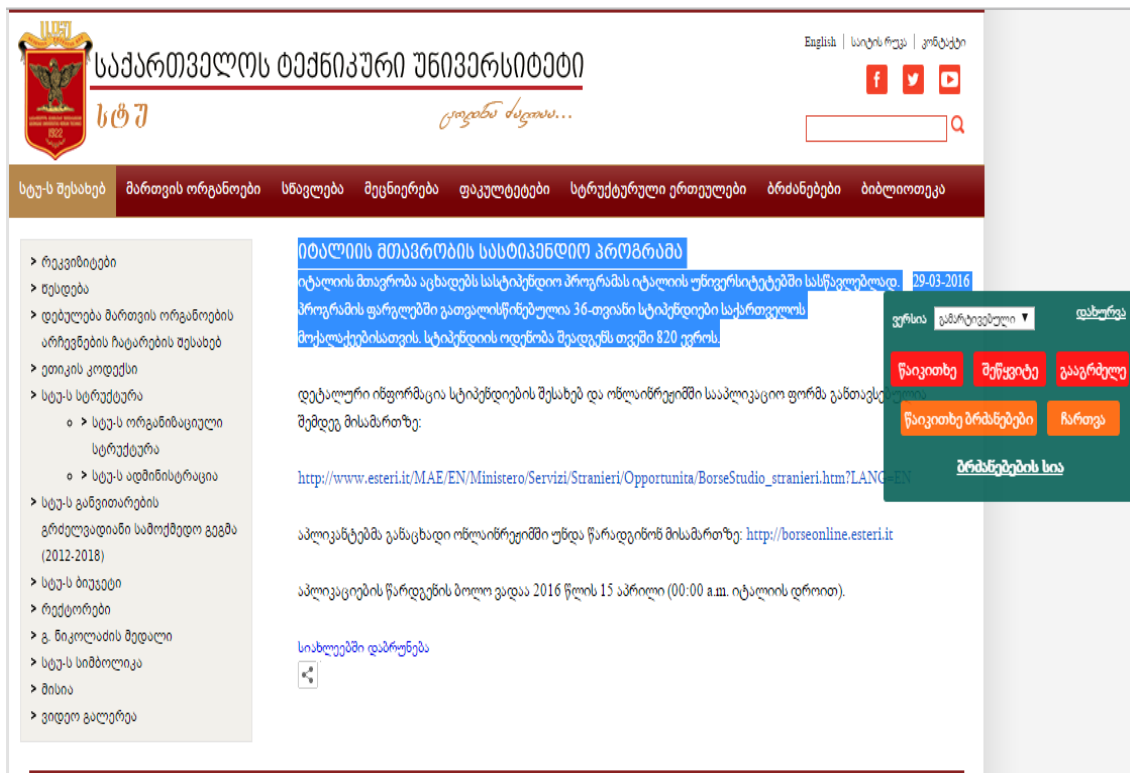 English | საიტის რუკა | კონტაქტი
საქართველოს ტექნიკური უნივერსიტეტი
სტუ
ცოდნა ძალაა...
1922
სტუ-ს შესახებ მართვის ორგანოები სწავლება მეცნიერება ფაკულტეტები სტრუქტურული ერთეულები ბრძანებები ბიბლიოთეკა
> რეკვიზიტები
> წესდება
> დებულება მართვის ორგანოების
არჩევნების ჩატარების შესახებ
> ეთიკის კოდექსი
> სტუ-ს სტრუქტურა
> სტუ-ს ორგანიზაციული
სტრუქტურა
> სტუ-ს ადმინისტრაცია
> სტუ-ს განვითარების
გრძელვადიანი სამოქმედო გეგმა
(2012-2018)
> სტუ-ს ბიუჯეტი
> რექტორები
> გ. ნიკოლაძის მედალი
> სტუ-ს სიმბოლიკა
> მისია
> ვიდეო გალერეა
იტალიის მთავრობის სასტიპენდიო პროგრამა
იტალიის მთავრობა აცხადებს სასტიპენდიო პროგრამას იტალიის უნივერსიტეტებში სასწავლებლად. 29-03-2016
პროგრამის ფარგლებში გათვალისწინებულია 36-თვიანი სტიპენდიები საქართველოს
მოქალაქეებისათვის. სტიპენდიის ოდენობა შეადგენს თვეში 820 ევროს.
დეტალური ინფორმაცია სტიპენდიების შესახებ და ონლაინრეჟიმში სააპლიკაციო ფორმა განთავსებულია
შემდეგ მისამართზე:
http://www.esteri.it/MAE/EN/Ministero/Servizi/Stranieri/Opportunita/BorseStudio_stranieri.htm?LANG=EN
აპლიკანტებმა განაცხადი ონლაინრეჟიმში უნდა წარადგინონ მისამართზე: http://borseonline.esteri.it
აპლიკაციების წარდგენის ბოლო ვადაა 2016 წლის 15 აპრილი (00:00 a.m. იტალიის დროით).
სიახლეებში დაბრუნება
ვერსია გამარტივებული დახურვა
წაიკითხე შეწყვიტე გააგრძელე
წაიკითხე ბრძანებები ჩართვა
ბრძანებების სია